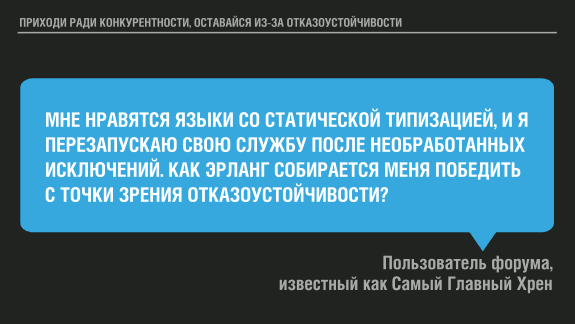 ПРИХОДИ РАДИ КОНКУРЕНТНОСТИ, ОСТАВАЙСЯ ИЗ-ЗА ОТКАЗОУСТОЙЧИВОСТИ
МНЕ НРАВЯТСЯ ЯЗЫКИ СО СТАТИЧЕСКОЙ ТИПИЗАЦИЕЙ, И Я
ПЕРЕЗАПУСКАЮ СВОЮ СЛУЖБУ ПОСЛЕ НЕОБРАБОТАННЫХ
ИСКЛЮЧЕНИЙ. КАК ЭРЛАНГ СОБИРАЕТСЯ МЕНЯ ПОБЕДИТЬ
С ТОЧКИ ЗРЕНИЯ ОТКАЗОУСТОЙЧИВОСТИ?
Пользователь форума,
известный как Самый Главный Хрен